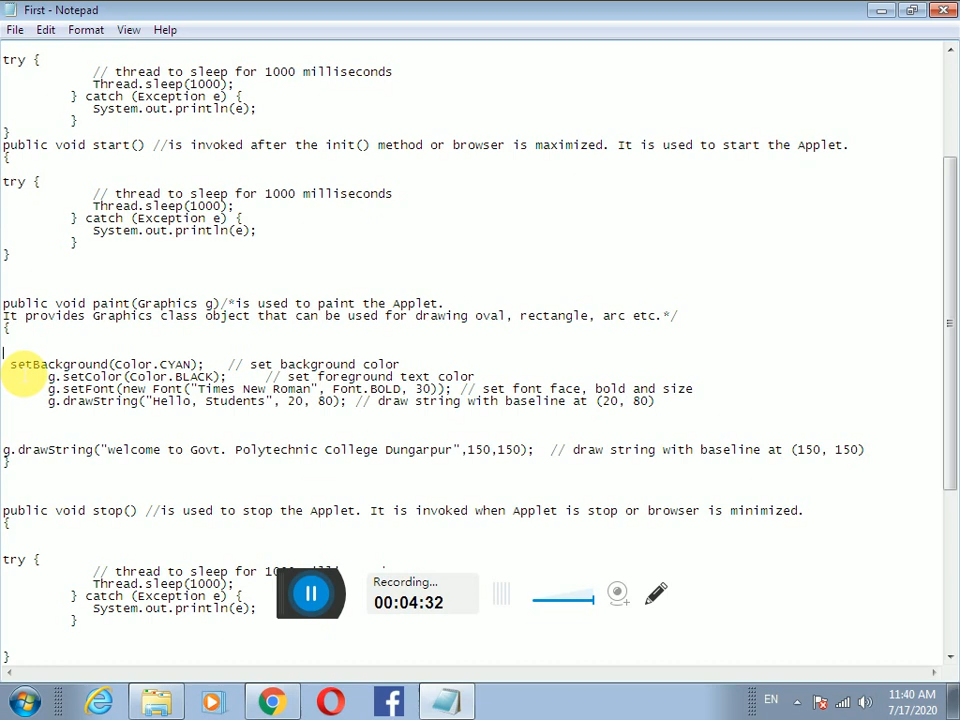 First - Notepad
File Edit Format View Help
try {
// thread to sleep for 1000 milliseconds
Thread.sleep(1000);
} catch (Exception e) {
System.out.println(e);
}
}
public void start() //is invoked after the init() method or browser is maximized. It is used to start the Applet.
{
try {
// thread to sleep for 1000 milliseconds
Thread.sleep(1000);
} catch (Exception e) {
System.out.println(e);
}
}
public void paint(Graphics g)/*is used to paint the Applet.
It provides Graphics class object that can be used for drawing oval, rectangle, arc etc.*/
{
setBackground(Color.CYAN); // set background color
g.setColor(Color.BLACK); // set foreground text color
g.setFont(new Font("Times New Roman", Font.BOLD, 30)); // set font face, bold and size
g.drawString("Hello, Students", 20, 80); // draw string with baseline at (20, 80)
g.drawString("welcome to Govt. Polytechnic College Dungarpur",150,150); // draw string with baseline at (150, 150)
}
public void stop() //is used to stop the Applet. It is invoked when Applet is stop or browser is minimized.
{
try {
// thread to sleep for
Thread.sleep(1000);
} catch (Exception e)
System.out.println(e)
}
}
Recording...
00:04:32
EN
11:40 AM
7/17/2020